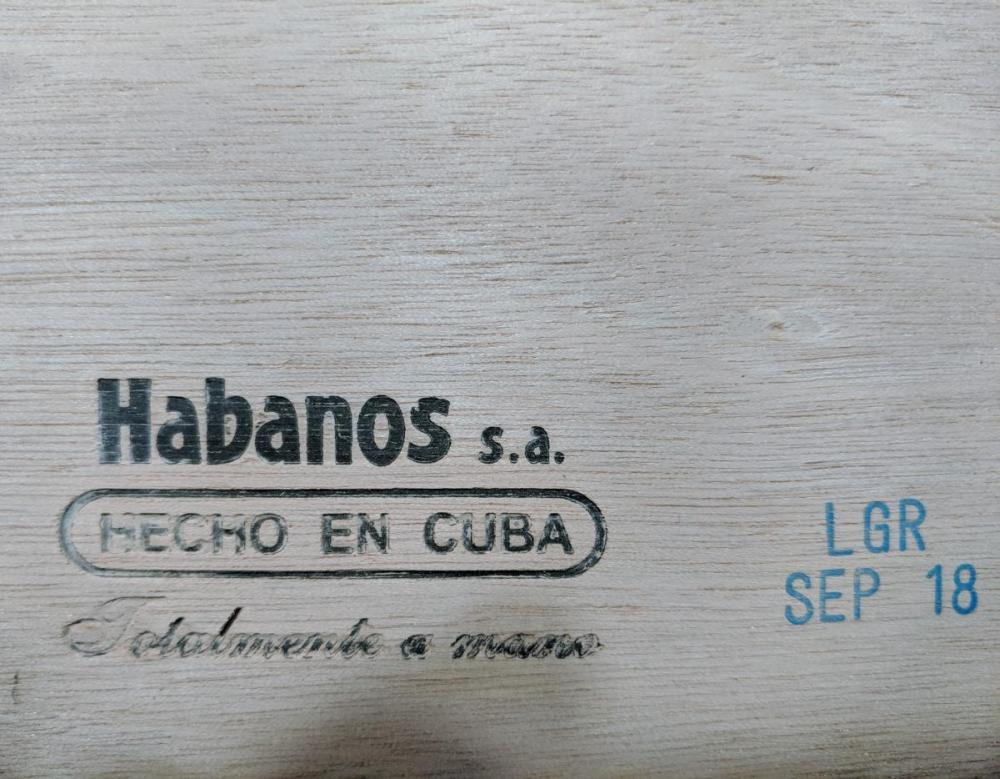 Habanos s.a.
HECHO EN CUBA
Totalmente a mano
LGR
SEP 18